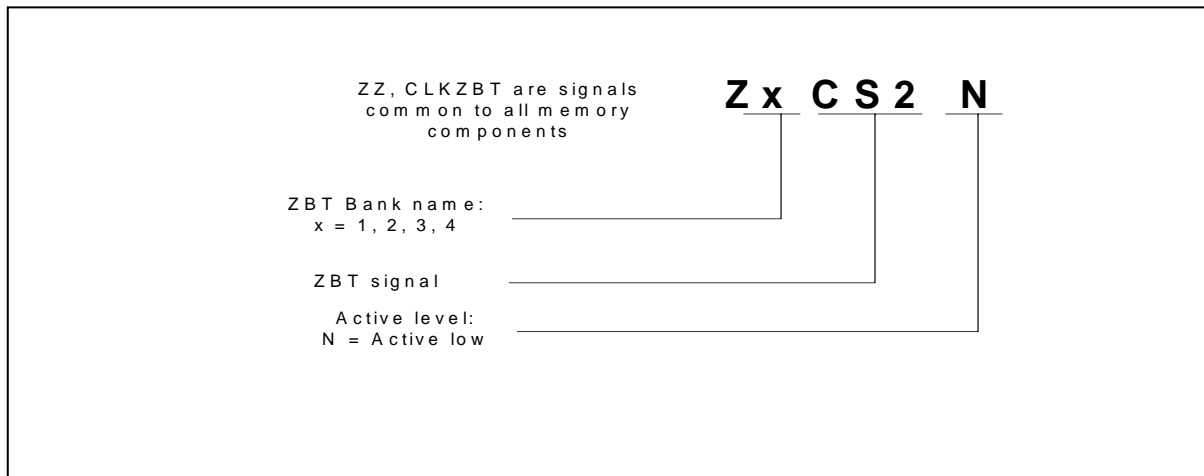 ZZ, CLKZBT are signals
common to all memory
components
Zx CS2 N
ZBT Bank name:
x = 1, 2, 3, 4
ZBT signal
Active level:
N = Active low